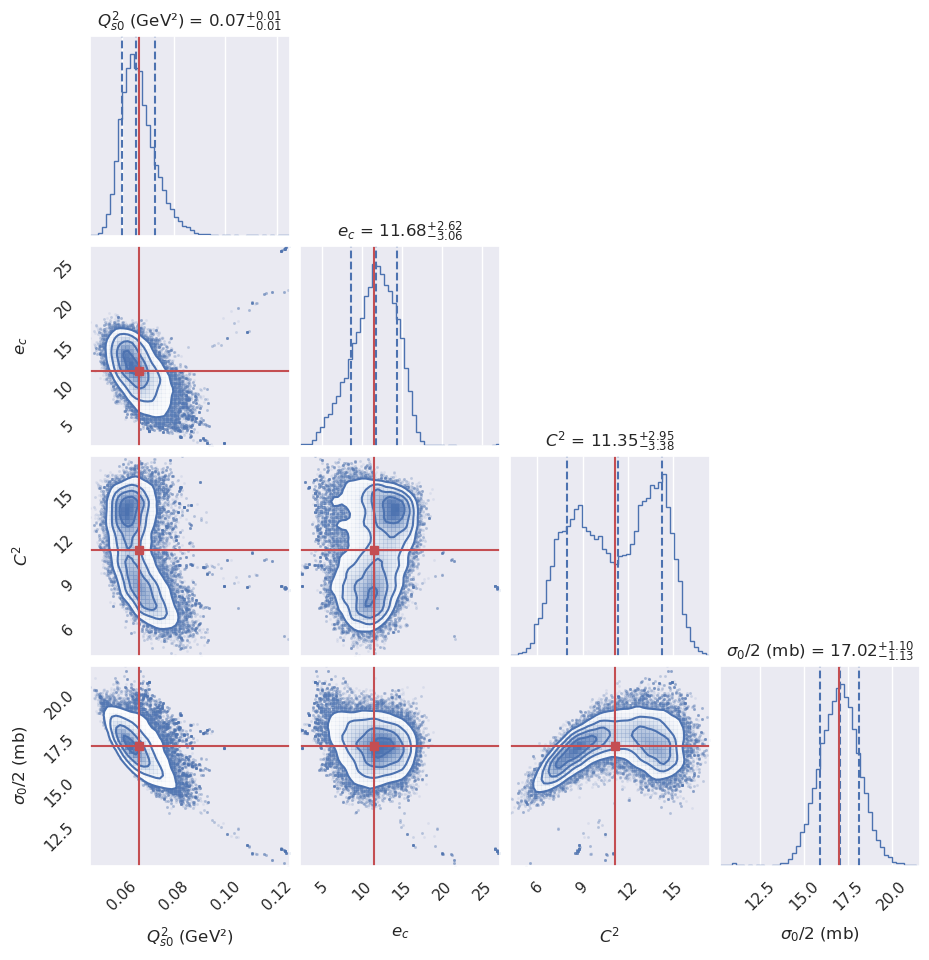 Q²ₛ₀ (GeV²) = 0.07⁺⁰·⁰¹₋₀.₀₁
e_c = 11.68⁺²·⁶²₋₃.₀₆
25
20
15
10
5
e_c
C² = 11.35⁺²·⁹⁵₋₃.₃₈
15
12
9
6
C²
σ₀/2 (mb) = 17.02⁺¹·¹⁰₋₁.₁₃
20.0
17.5
15.0
12.5
σ₀/2 (mb)
0.06 0.08 0.10 0.12
5 10 15 20 25
6 9 12 15
12.5 15.0 17.5 20.0
Q²ₛ₀ (GeV²)
e_c
C²
σ₀/2 (mb)